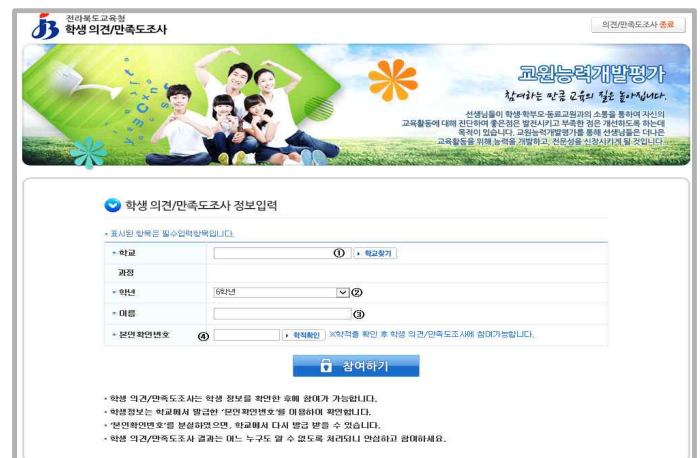 전라북도교육청
학생 의견/만족도조사
의견/만족도조사 종료
교원능력개발평가
참여하는 만큼 교육의 질은 높아집니다.
선생님들이 학생·학부모·동료교원과의 소통을 통하여 자신의
교육활동에 대해 진단하여 좋은점은 발전시키고 부족한 점은 개선하도록 하는데
목적이 있습니다. 교원능력개발평가를 통해 선생님들은 더나은
교육활동을 위해 능력을 개발하고, 전문성을 신장시키게 될 것입니다.
학생 의견/만족도조사 정보입력
표시된 항목은 필수입력항목입니다.
학교 ① 학교찾기
과정
학년 6학년 ②
이름 ③
본인확인번호 ④ 학적확인 ※학적을 확인 후 학생 의견/만족도조사에 참여가능합니다.
참여하기
• 학생 의견/만족도조사는 학생 정보를 확인한 후에 참여가 가능합니다.
• 학생정보는 학교에서 발급한 '본인확인번호'를 이용하여 확인합니다.
• '본인확인번호'를 분실하였으면, 학교에서 다시 발급 받을 수 있습니다.
• 학생 의견/만족도조사 결과는 어느 누구도 알 수 없도록 처리되니 안심하고 참여하세요.